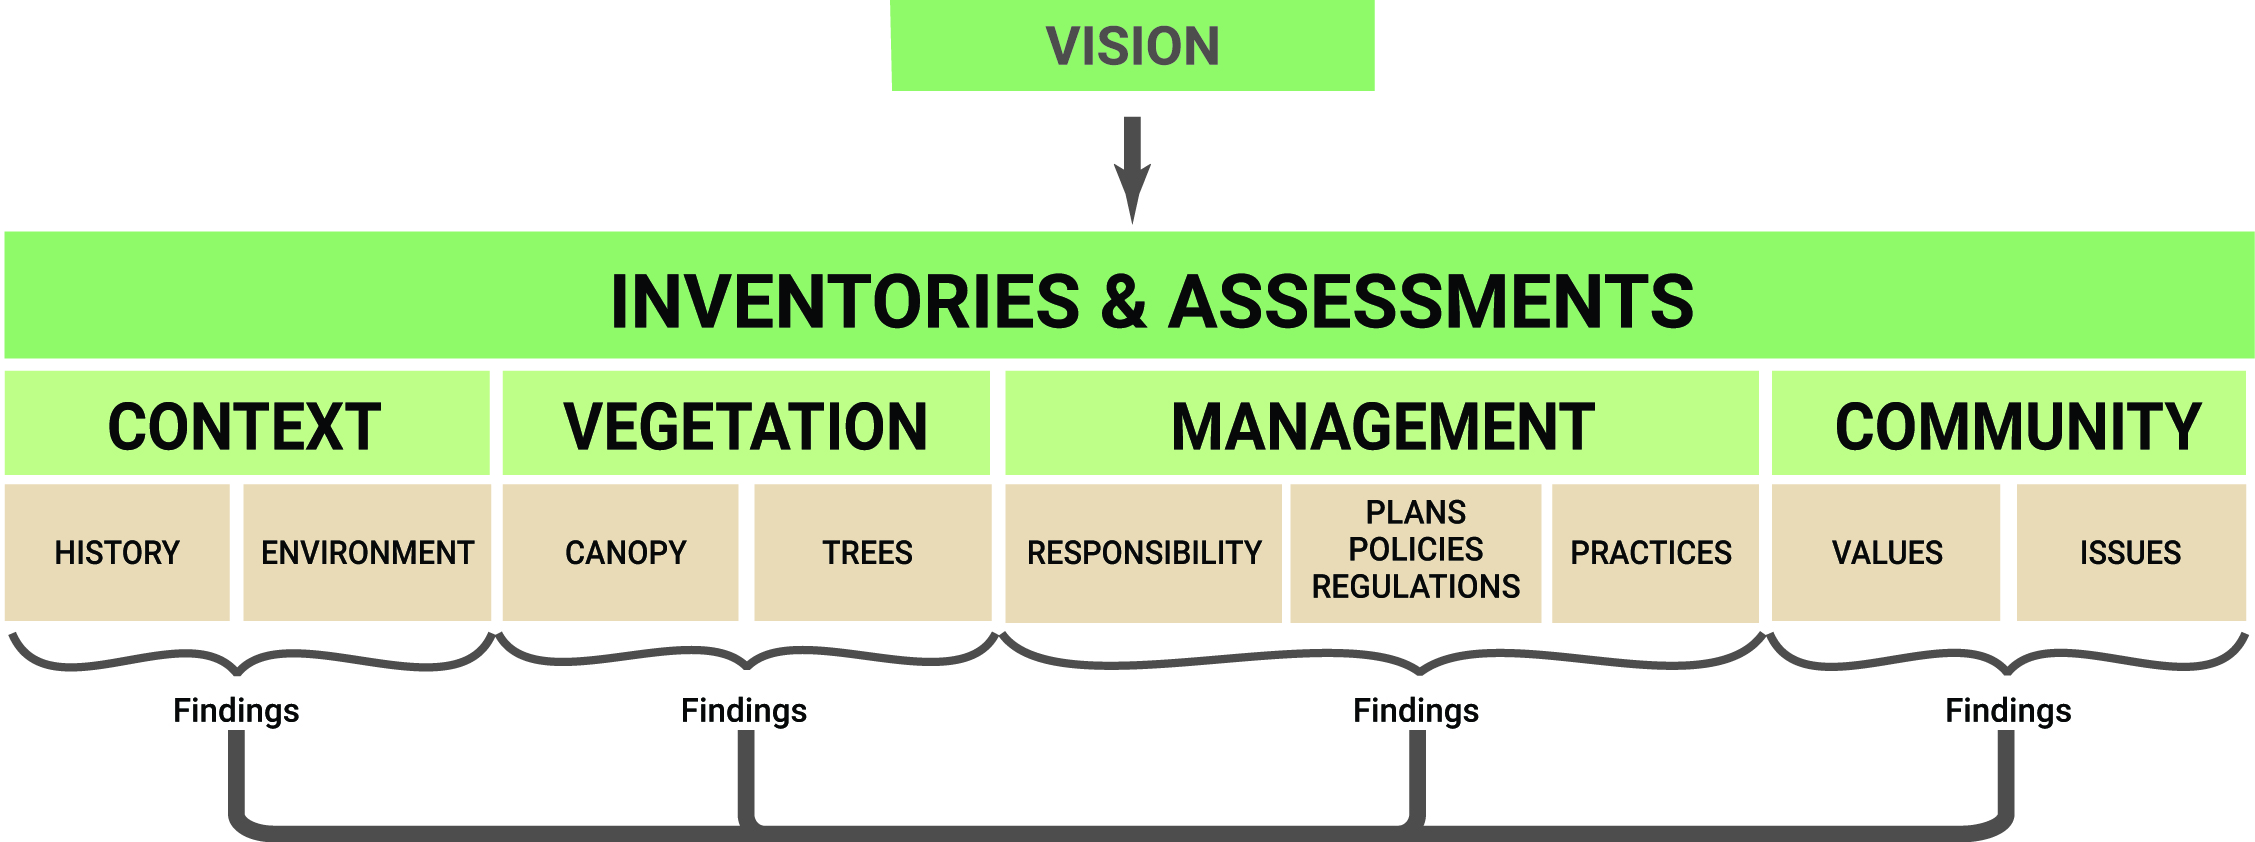 VISION
INVENTORIES & ASSESSMENTS
CONTEXT
VEGETATION
MANAGEMENT
COMMUNITY
HISTORY
ENVIRONMENT
CANOPY
TREES
RESPONSIBILITY
PLANS
POLICIES
REGULATIONS
PRACTICES
VALUES
ISSUES
Findings
Findings
Findings
Findings